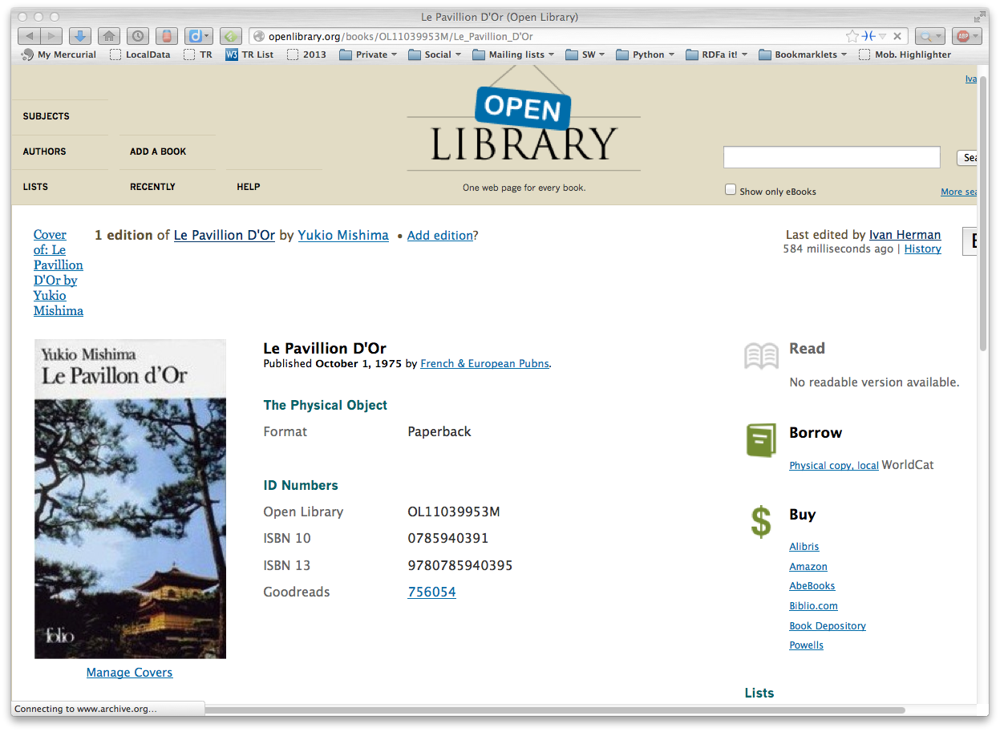 Le Pavillion D'Or (Open Library)
openlibrary.org/books/OL11039953M/Le_Pavillion_D'Or
ABP
My Mercurial LocalData TR W3 TR List 2013 Private Social Mailing lists SW Python RDFa it! Bookmarklets Mob. Highlighter
Iva
OPEN
LIBRARY
One web page for every book.
SUBJECTS
AUTHORS ADD A BOOK
LISTS RECENTLY HELP
Sea
Show only eBooks More sea
Cover
of: Le
Pavillion
D'Or by
Yukio
Mishima
1 edition of Le Pavillion D'Or by Yukio Mishima • Add edition?
Last edited by Ivan Herman
584 milliseconds ago | History
Yukio Mishima
Le Pavillon d'Or
folio
Manage Covers
Le Pavillion D'Or
Published October 1, 1975 by French & European Pubns.
The Physical Object
Format Paperback
ID Numbers
Open Library OL11039953M
ISBN 10 0785940391
ISBN 13 9780785940395
Goodreads 756054
Read
No readable version available.
Borrow
Physical copy, local WorldCat
$
Buy
Alibris
Amazon
AbeBooks
Biblio.com
Book Depository
Powells
Lists
Connecting to www.archive.org...